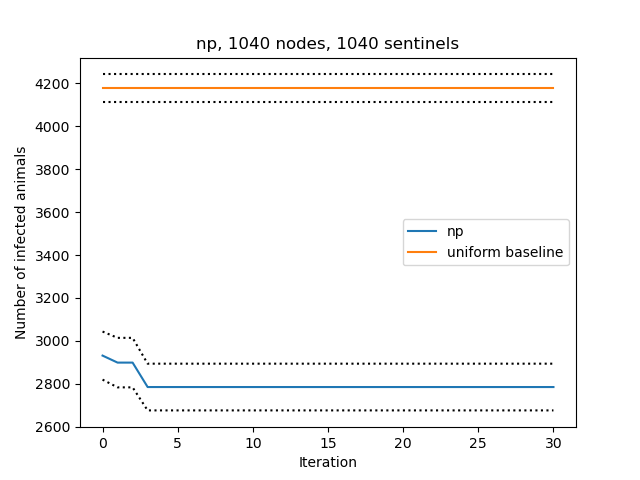 np, 1040 nodes, 1040 sentinels
Number of infected animals
4200
4000
3800
3600
3400
3200
3000
2800
2600
np
uniform baseline
0 5 10 15 20 25 30
Iteration